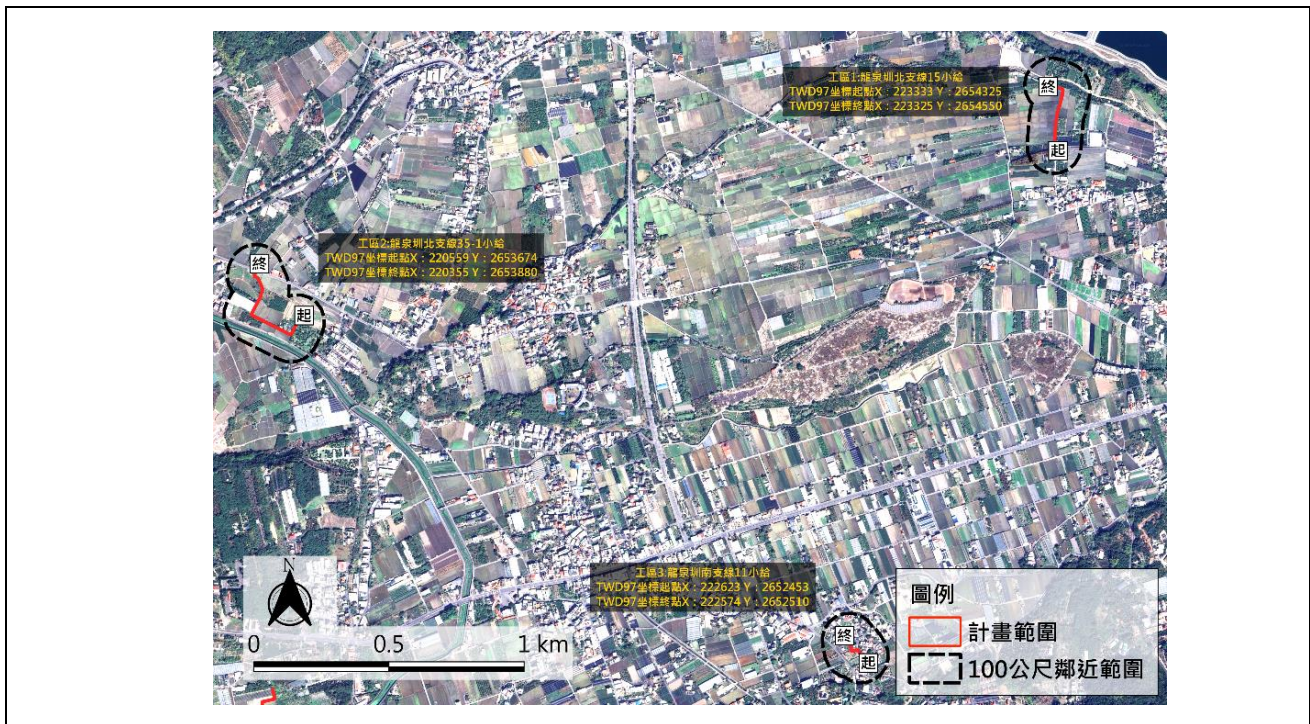 工區1:龍泉圳北支線15小給
TWD97坐標起點X：223333 Y：2654325
TWD97坐標終點X：223325 Y：2654550
終
起
工區2:龍泉圳北支線35-1小給
TWD97坐標起點X：220559 Y：2653674
TWD97坐標終點X：220355 Y：2653880
終
起
工區3:龍泉圳南支線11小給
TWD97坐標起點X：222623 Y：2652453
TWD97坐標終點X：222574 Y：2652510
終
起
N
0 0.5 1 km
圖例
計畫範圍
100公尺鄰近範圍